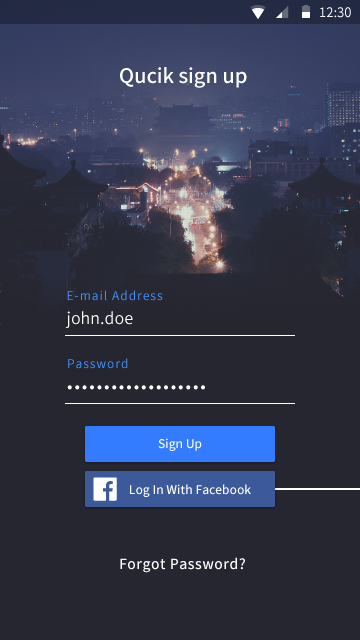 12:30
Qucik sign up
E-mail Address
john.doe
Password
Sign Up
Log In With Facebook
Forgot Password?